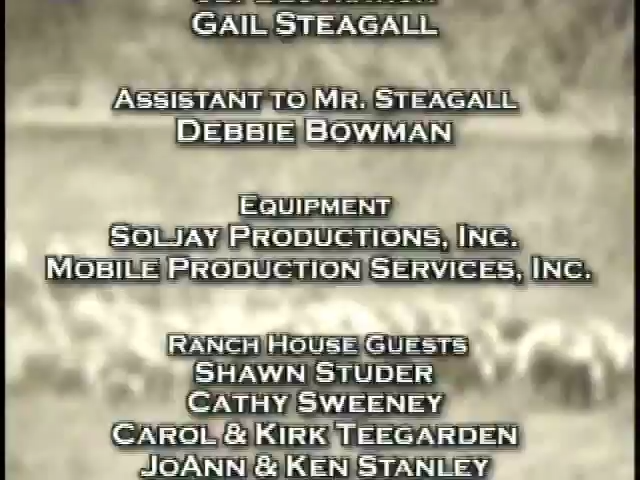 Gail Steagall
Assistant to Mr. Steagall
Debbie Bowman
Equipment
Soljay Productions, Inc.
Mobile Production Services, Inc.
Ranch House Guests
Shawn Studer
Cathy Sweeney
Carol & Kirk Teegarden
JoAnn & Ken Stanley